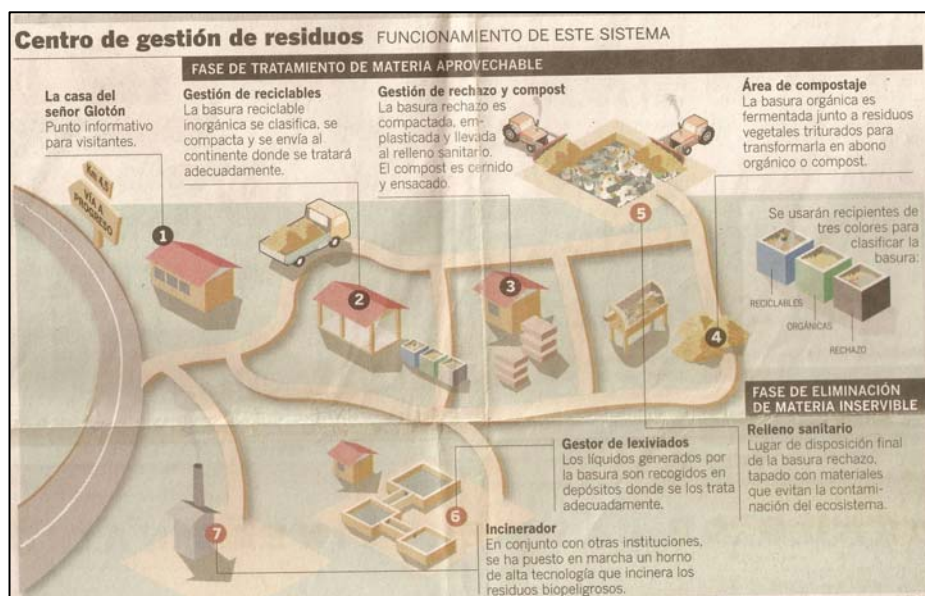 Centro de gestión de residuos FUNCIONAMIENTO DE ESTE SISTEMA
FASE DE TRATAMIENTO DE MATERIA APROVECHABLE
La casa del
señor Glotón
Punto informativo
para visitantes.
Gestión de reciclables
La basura reciclable
inorgánica se clasifica, se
compacta y se envía al
continente donde se tratará
adecuadamente.
Gestión de rechazo y compost
La basura rechazo es
compactada, em-
plasticada y llevada
al relleno sanitario.
El compost es cernido
y ensacado.
Área de compostaje
La basura orgánica es
fermentada junto a residuos
vegetales triturados para
transformarla en abono
orgánico o compost.
Km 4,5
VÍA A
PROGRESO
1
2
3
4
5
Se usarán recipientes de
tres colores para
clasificar la
basura:
RECICLABLES
ORGÁNICAS
RECHAZO
FASE DE ELIMINACIÓN
DE MATERIA INSERVIBLE
Relleno sanitario
Lugar de disposición final
de la basura rechazo,
tapado con materiales
que evitan la contami-
nación del ecosistema.
Gestor de lexiviados
Los líquidos generados por
la basura son recogidos en
depósitos donde se los trata
adecuadamente.
6
7
Incinerador
En conjunto con otras instituciones,
se ha puesto en marcha un horno
de alta tecnología que incinera los
residuos biopeligrosos.